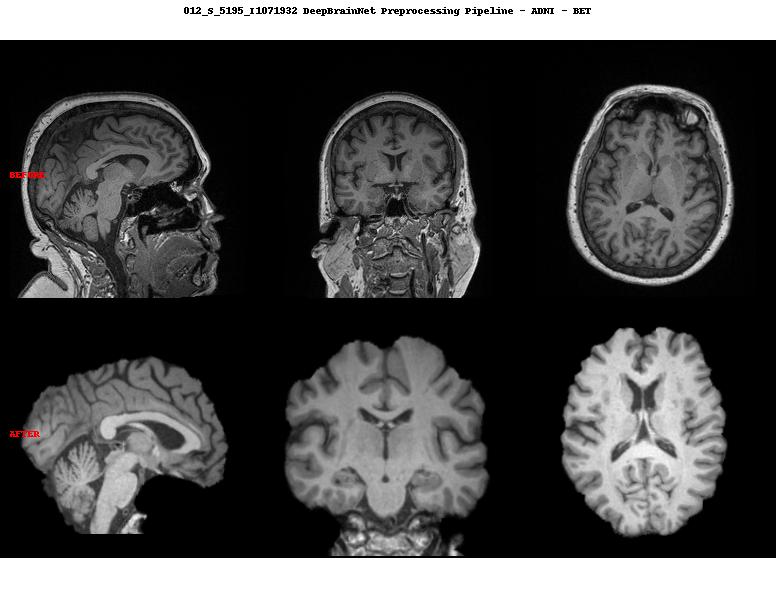 012_S_5195_I1071932 DeepBrainNet Preprocessing Pipeline - ADNI - BET
BEFORE
AFTER